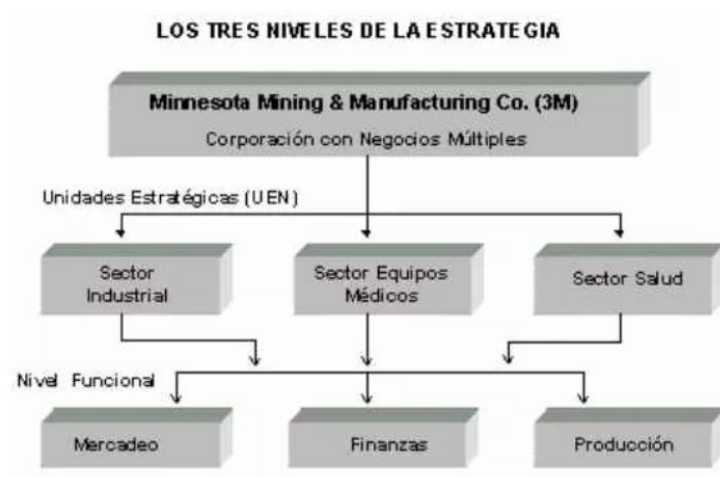 LOS TRES NIVELES DE LA ESTRATEGIA
Minnesota Mining & Manufacturing Co. (3M)
Corporación con Negocios Múltiples
Unidades Estratégicas (UEN)
Sector
Industrial
Sector Equipos
Médicos
Sector Salud
Nivel Funcional
Mercadeo
Finanzas
Producción